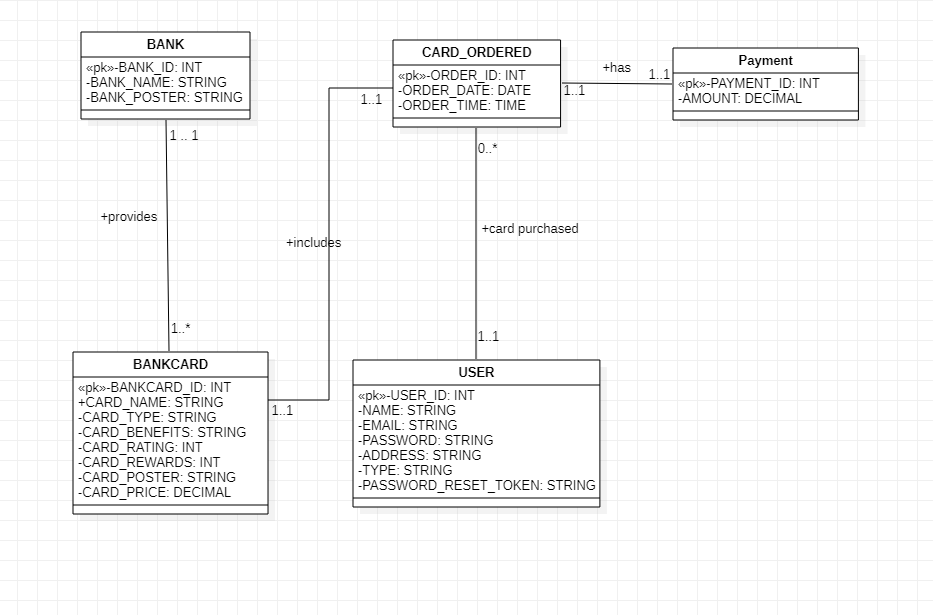 BANK
«pk»-BANK_ID: INT
-BANK_NAME: STRING
-BANK_POSTER: STRING
1 .. 1
+provides
1..*
CARD_ORDERED
«pk»-ORDER_ID: INT
-ORDER_DATE: DATE
-ORDER_TIME: TIME
1..1
+includes
1..1
+has
1..1
1..1
Payment
«pk»-PAYMENT_ID: INT
-AMOUNT: DECIMAL
0..*
+card purchased
1..1
BANKCARD
«pk»-BANKCARD_ID: INT
+CARD_NAME: STRING
-CARD_TYPE: STRING
-CARD_BENEFITS: STRING
-CARD_RATING: INT
-CARD_REWARDS: INT
-CARD_POSTER: STRING
-CARD_PRICE: DECIMAL
USER
«pk»-USER_ID: INT
-NAME: STRING
-EMAIL: STRING
-PASSWORD: STRING
-ADDRESS: STRING
-TYPE: STRING
-PASSWORD_RESET_TOKEN: STRING